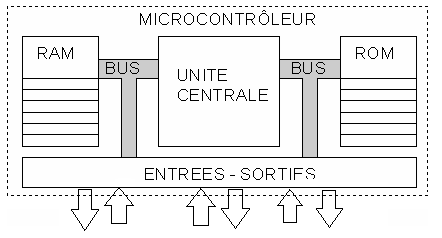 MICROCONTRÔLEUR
RAM
BUS
UNITE
CENTRALE
BUS
ROM
ENTREES - SORTIFS